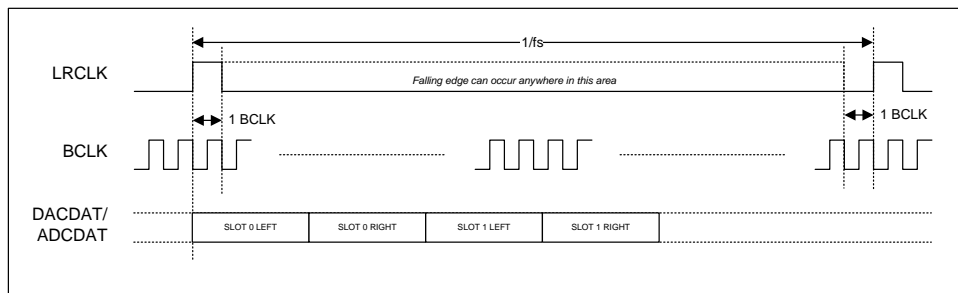 1/fs
LRCLK
Falling edge can occur anywhere in this area
1 BCLK
1 BCLK
BCLK
DACDAT/
ADCDAT
SLOT 0 LEFT
SLOT 0 RIGHT
SLOT 1 LEFT
SLOT 1 RIGHT